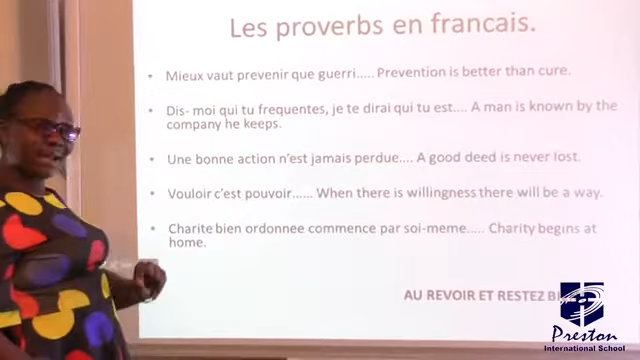 Les proverbs en francais.
• Mieux vaut prevenir que guerri..... Prevention is better than cure.
• Dis- moi qui tu frequentes, je te dirai qui tu est.... A man is known by the
company he keeps.
• Une bonne action n'est jamais perdue.... A good deed is never lost.
• Vouloir c'est pouvoir...... When there is willingness there will be a way.
• Charite bien ordonnee commence par soi-meme..... Charity begins at
home.
AU REVOIR ET RESTEZ
Preston
International School